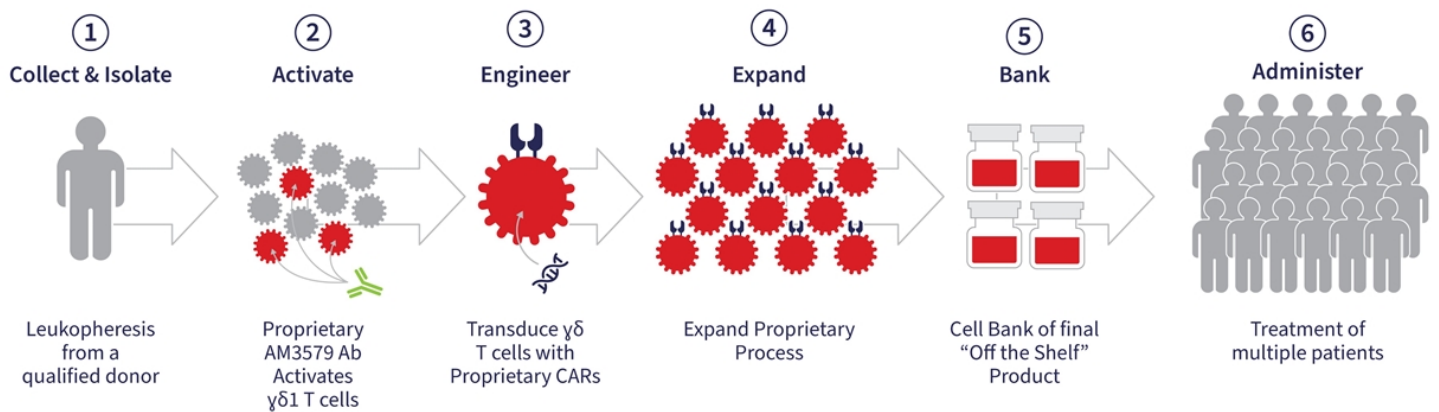 1
Collect & Isolate
Leukopheresis
from a
qualified donor
2
Activate
Proprietary
AM3579 Ab
Activates
ɣδ1 T cells
3
Engineer
Transduce ɣδ
T cells with
Proprietary CARs
4
Expand
Expand Proprietary
Process
5
Bank
Cell Bank of final
“Off the Shelf”
Product
6
Administer
Treatment of
multiple patients